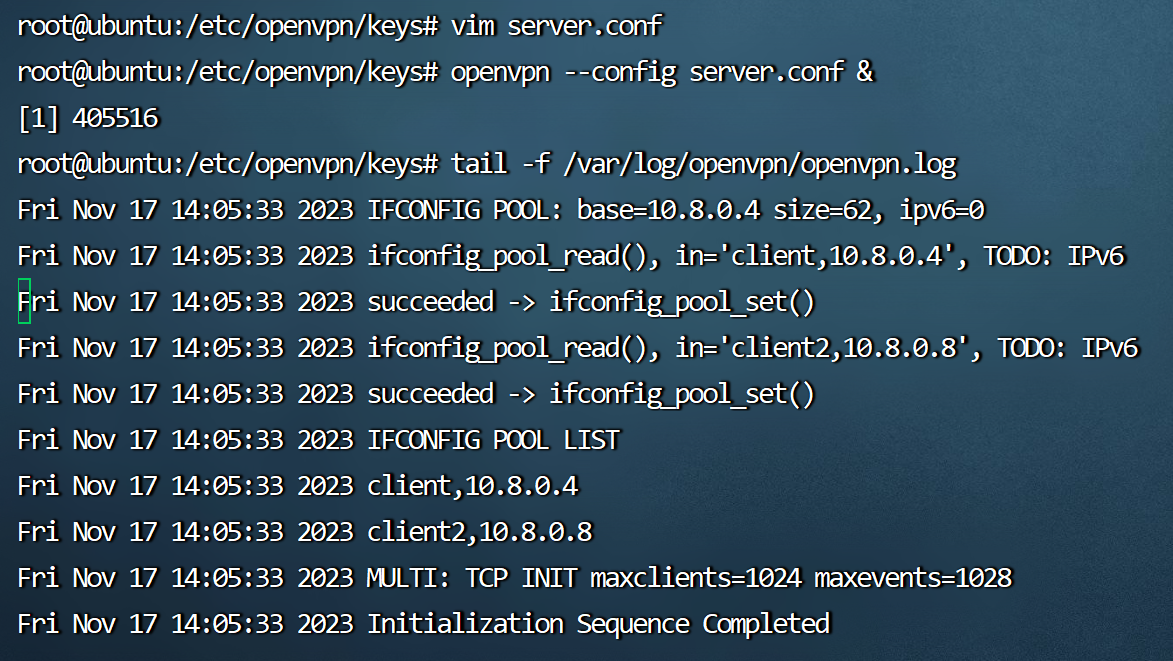 root@ubuntu:/etc/openvpn/keys# vim server.conf
root@ubuntu:/etc/openvpn/keys# openvpn --config server.conf &
[1] 405516
root@ubuntu:/etc/openvpn/keys# tail -f /var/log/openvpn/openvpn.log
Fri Nov 17 14:05:33 2023 IFCONFIG POOL: base=10.8.0.4 size=62, ipv6=0
Fri Nov 17 14:05:33 2023 ifconfig_pool_read(), in='client,10.8.0.4', TODO: IPv6
Fri Nov 17 14:05:33 2023 succeeded -> ifconfig_pool_set()
Fri Nov 17 14:05:33 2023 ifconfig_pool_read(), in='client2,10.8.0.8', TODO: IPv6
Fri Nov 17 14:05:33 2023 succeeded -> ifconfig_pool_set()
Fri Nov 17 14:05:33 2023 IFCONFIG POOL LIST
Fri Nov 17 14:05:33 2023 client,10.8.0.4
Fri Nov 17 14:05:33 2023 client2,10.8.0.8
Fri Nov 17 14:05:33 2023 MULTI: TCP INIT maxclients=1024 maxevents=1028
Fri Nov 17 14:05:33 2023 Initialization Sequence Completed